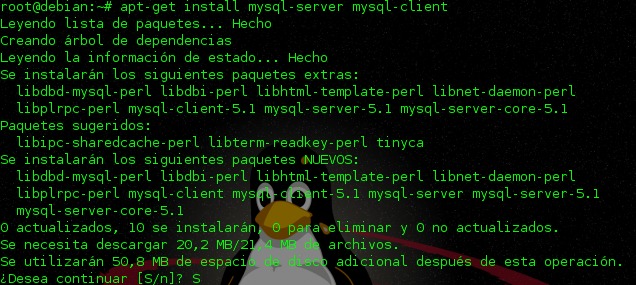 root@debian:~# apt-get install mysql-server mysql-client
Leyendo lista de paquetes... Hecho
Creando árbol de dependencias
Leyendo la información de estado... Hecho
Se instalarán los siguientes paquetes extras:
  libdbd-mysql-perl libdbi-perl libhtml-template-perl libnet-daemon-perl
  libplrpc-perl mysql-client-5.1 mysql-server-5.1 mysql-server-core-5.1
Paquetes sugeridos:
  libipc-sharedcache-perl libterm-readkey-perl tinyca
Se instalarán los siguientes paquetes NUEVOS:
  libdbd-mysql-perl libdbi-perl libhtml-template-perl libnet-daemon-perl
  libplrpc-perl mysql-client mysql-client-5.1 mysql-server mysql-server-5.1
  mysql-server-core-5.1
0 actualizados, 10 se instalarán, 0 para eliminar y 0 no actualizados.
Se necesita descargar 20,2 MB/21,4 MB de archivos.
Se utilizarán 50,8 MB de espacio de disco adicional después de esta operación.
¿Desea continuar [S/n]? S